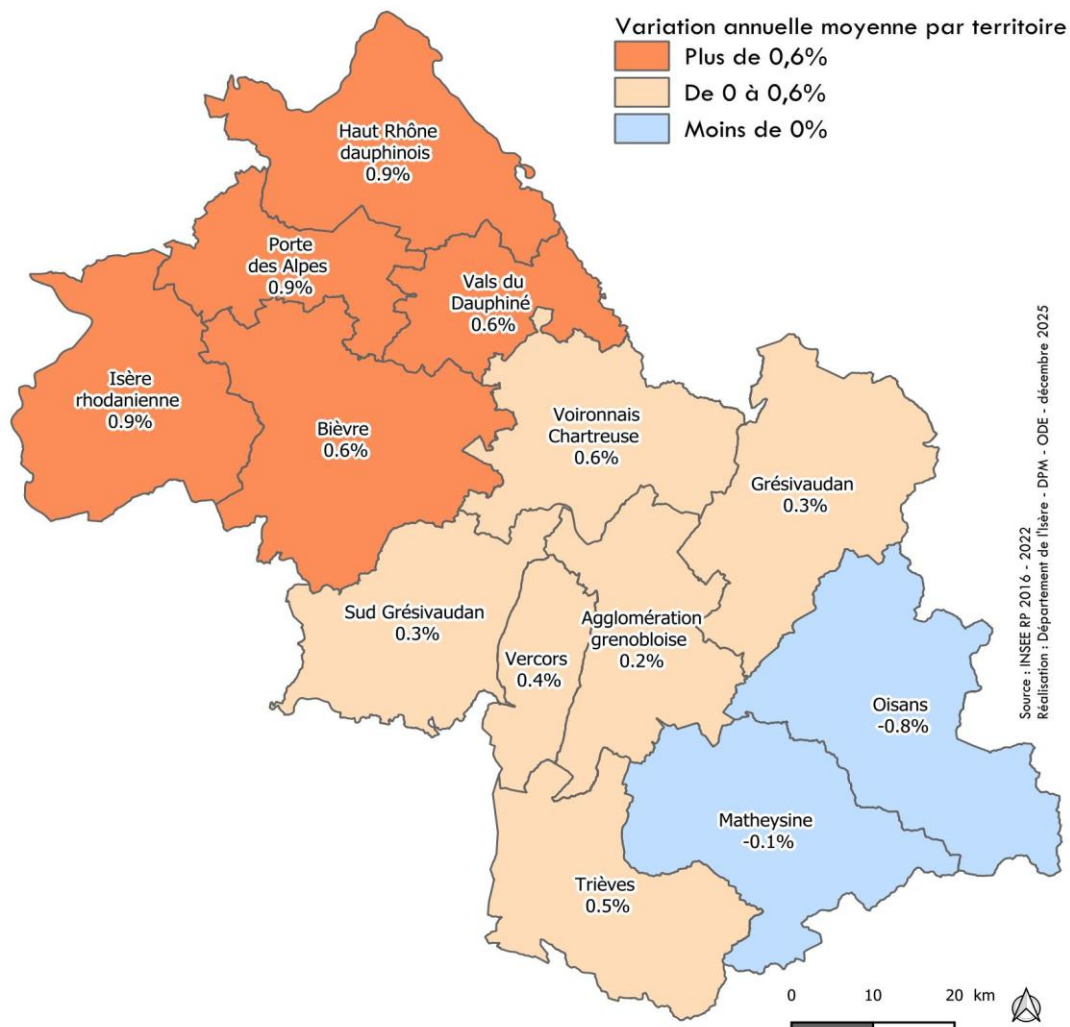 Variation annuelle moyenne par territoire
Plus de 0,6%
De 0 à 0,6%
Moins de 0%
Haut Rhône
dauphinois
0.9%
Porte
des Alpes
0.9%
Vals du
Dauphiné
0.6%
Isère
rhodanienne
0.9%
Bièvre
0.6%
Voironnais
Chartreuse
0.6%
Grésivaudan
0.3%
Sud Grésivaudan
0.3%
Vercors
0.4%
Agglomération
grenobloise
0.2%
Oisans
-0.8%
Matheysine
-0.1%
Trièves
0.5%
Source : INSEE RP 2016 - 2022
Réalisation : Département de l'Isère - DPM - ODE - décembre 2025
0 10 20 km